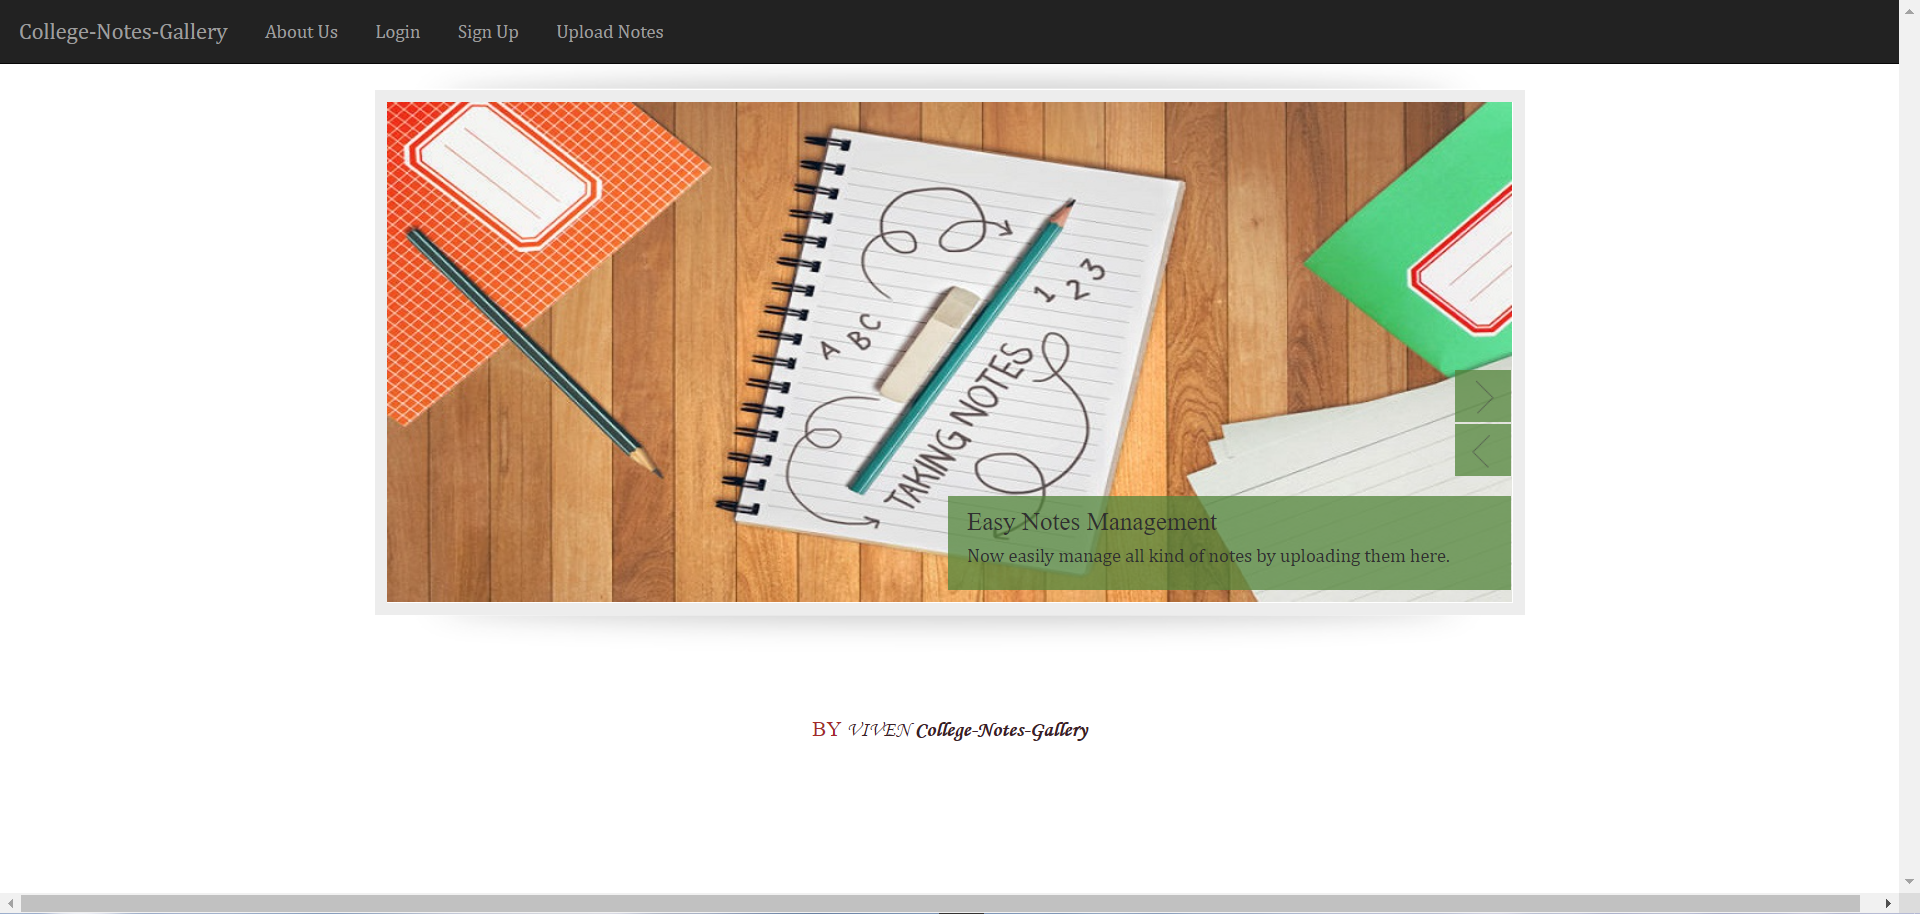 College-Notes-Gallery About Us Login Sign Up Upload Notes
A B C
1 2 3
TAKING NOTES
Easy Notes Management
Now easily manage all kind of notes by uploading them here.
BY VIVEN College-Notes-Gallery